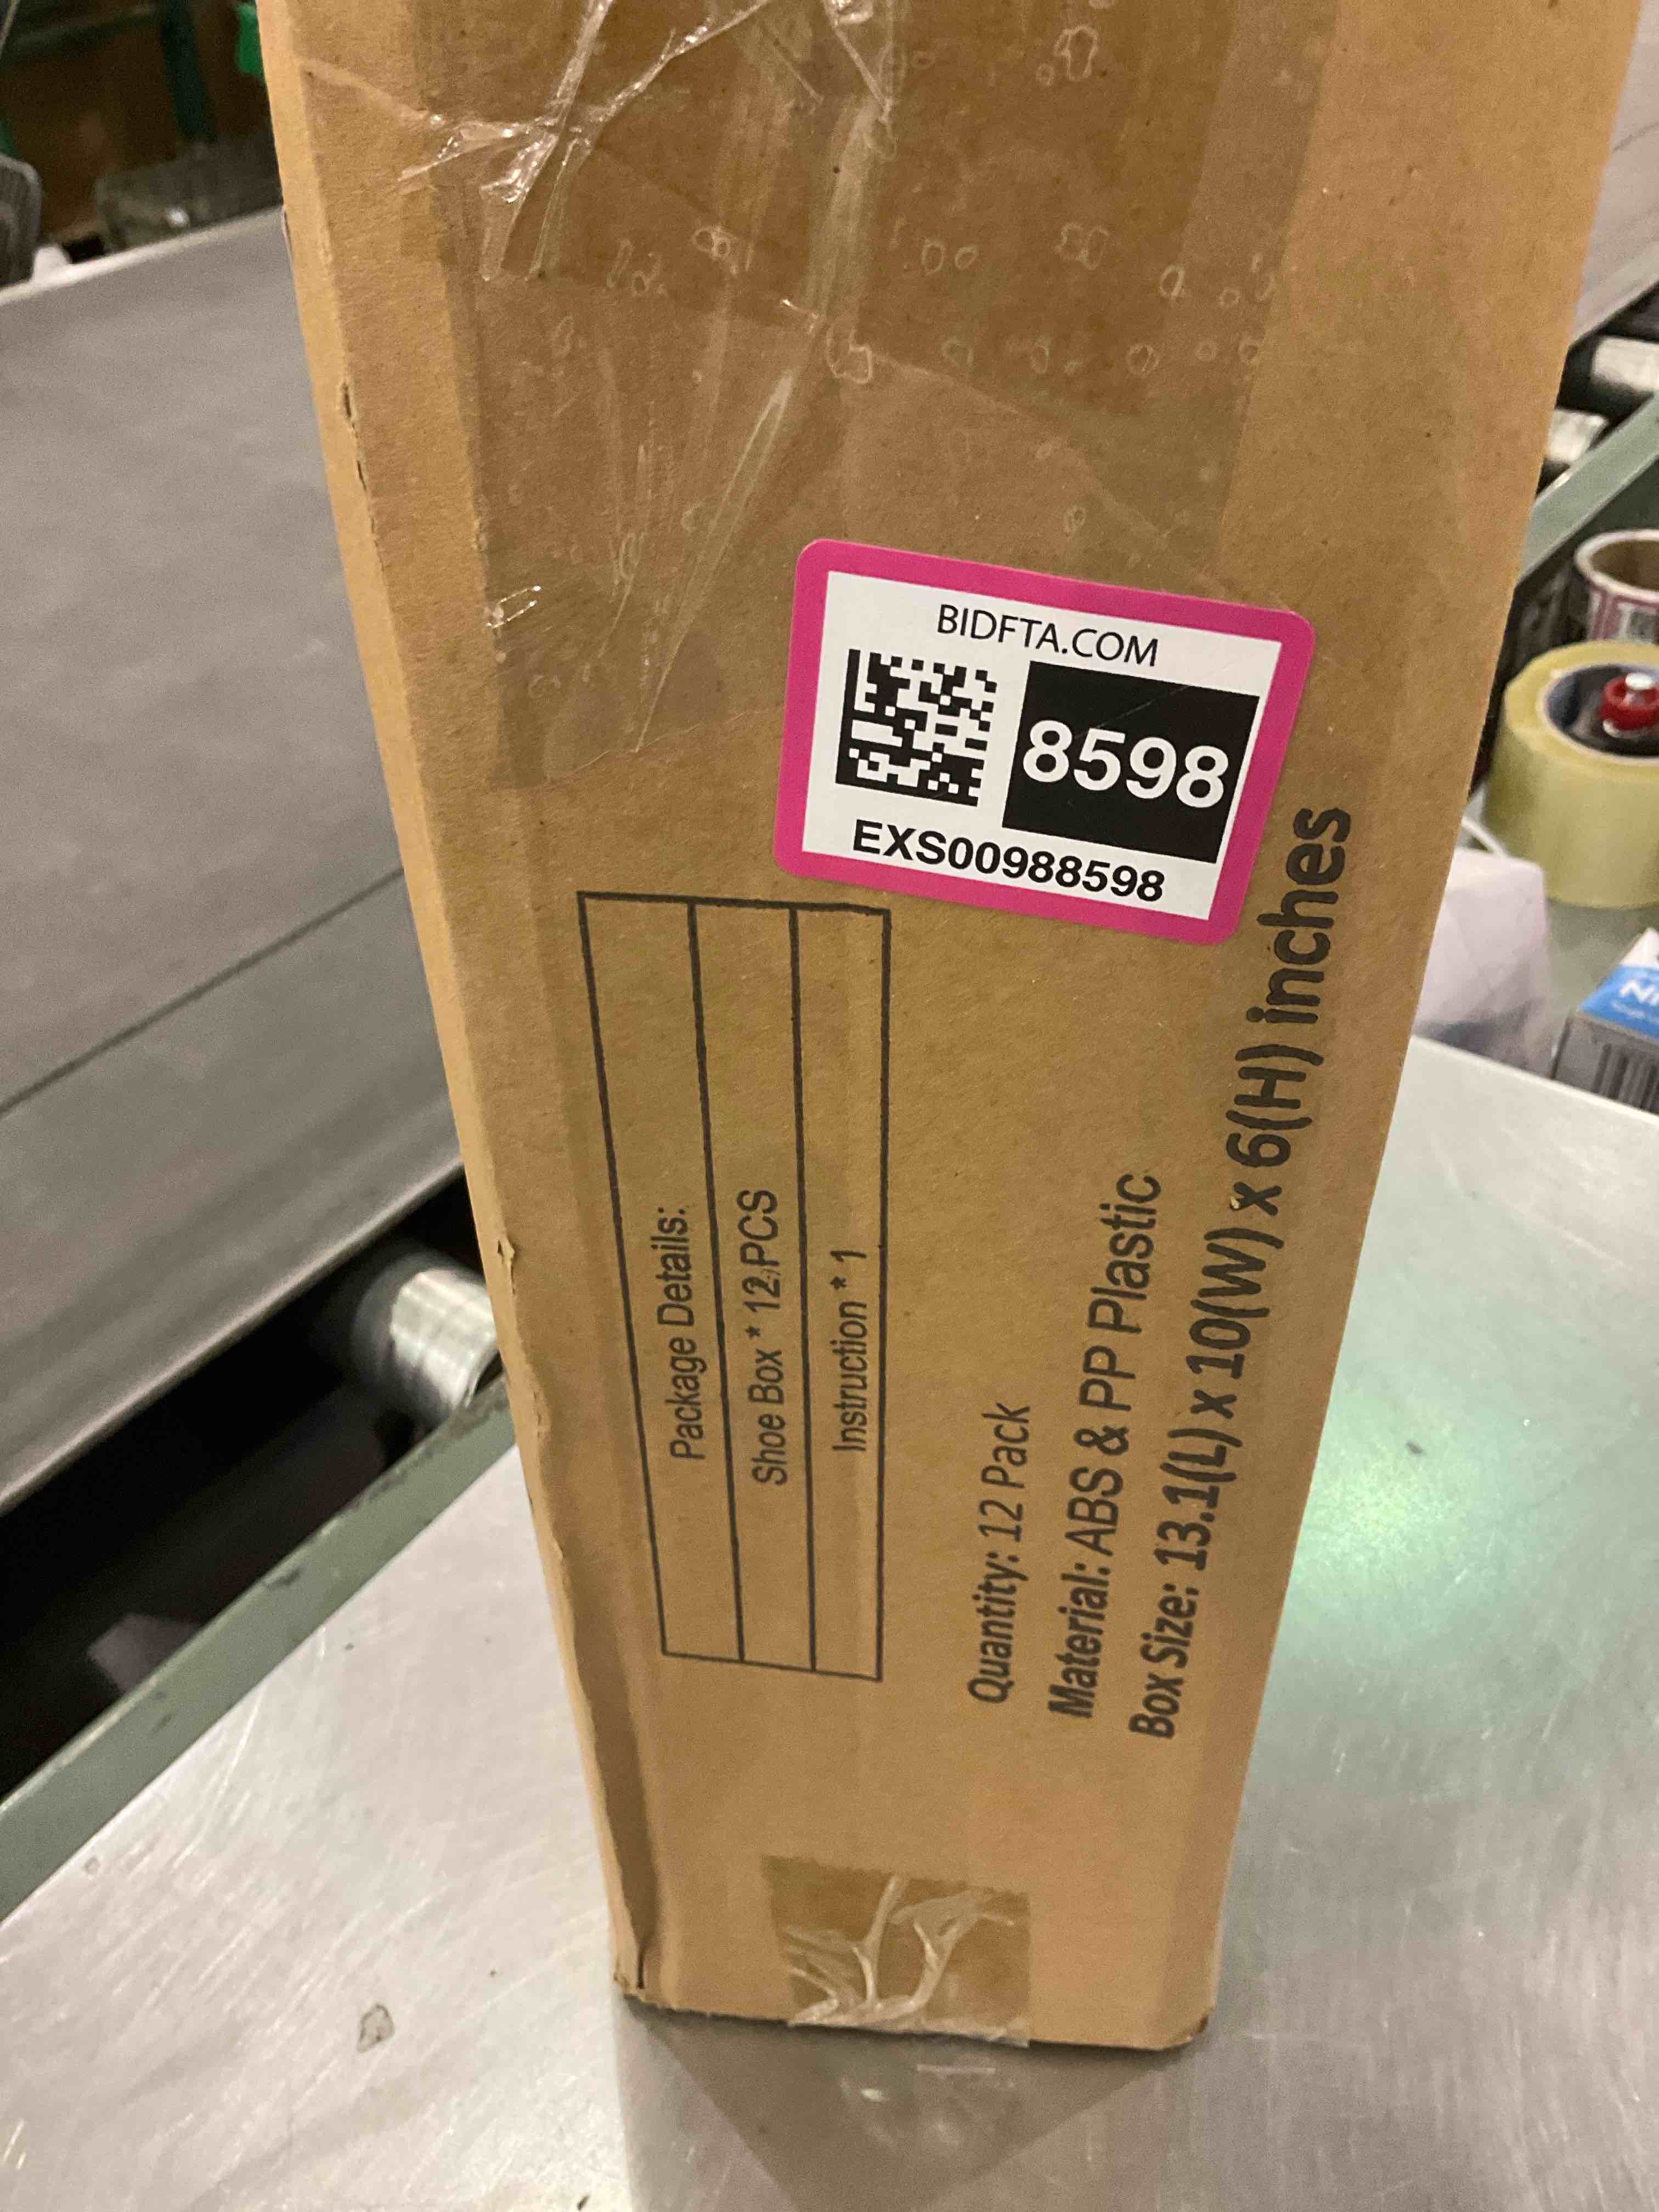 BIDFTA.COM
8598
EXS00988598
Package Details:
Shoe Box * 12 PCS
Instruction * 1
Quantity: 12 Pack
Material: ABS & PP Plastic
Box Size: 13.1(L) x 10(W) x 6(H) inches